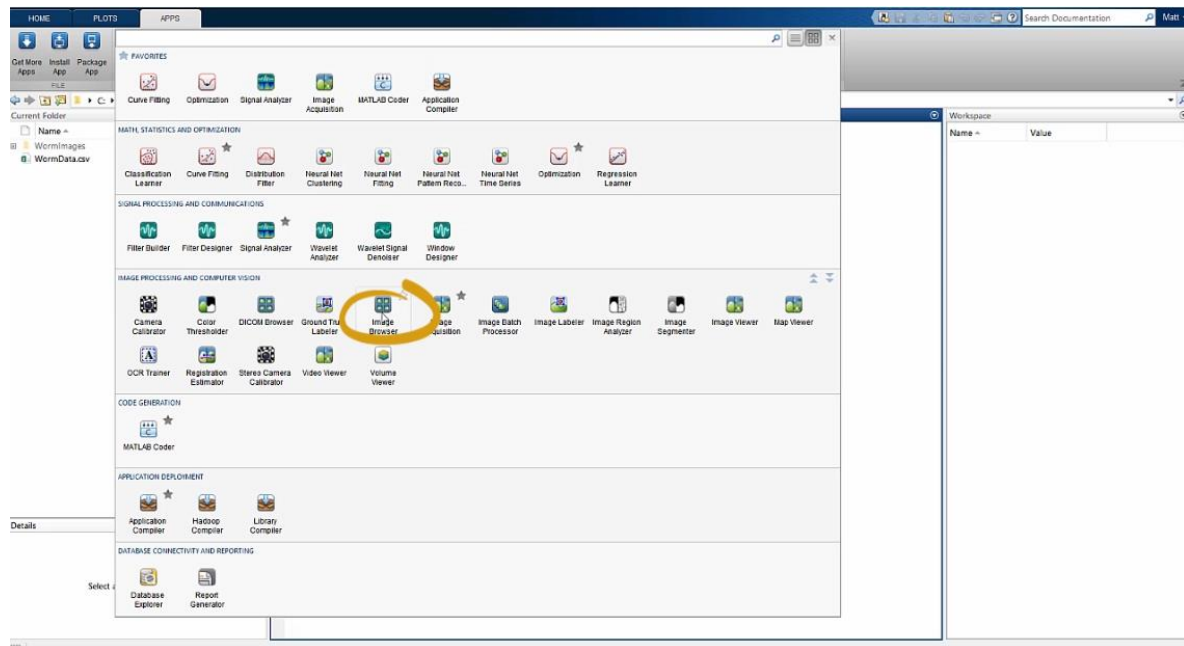 HOME PLOTS APPS
Search Documentation
Matt
Get More Apps
Install App
Package App
FILE
C:
Current Folder
Name
WormImages
WormData.csv
Details
Select
FAVORITES
Curve Fitting
Optimization
Signal Analyzer
Image Acquisition
MATLAB Coder
Application Compiler
MATH, STATISTICS AND OPTIMIZATION
Classification Learner
Curve Fitting
Distribution Fitter
Neural Net Clustering
Neural Net Fitting
Neural Net Pattern Reco...
Neural Net Time Series
Optimization
Regression Learner
SIGNAL PROCESSING AND COMMUNICATIONS
Filter Builder
Filter Designer
Signal Analyzer
Wavelet Analyzer
Wavelet Signal Denoiser
Window Designer
IMAGE PROCESSING AND COMPUTER VISION
Camera Calibrator
Color Thresholder
DICOM Browser
Ground Tru Labeler
Image Browser
age quisition
Image Batch Processor
Image Labeler
Image Region Analyzer
Image Segmenter
Image Viewer
Map Viewer
OCR Trainer
Registration Estimator
Stereo Camera Calibrator
Video Viewer
Volume Viewer
CODE GENERATION
MATLAB Coder
APPLICATION DEPLOYMENT
Application Compiler
Hadoop Compiler
Library Compiler
DATABASE CONNECTIVITY AND REPORTING
Database Explorer
Report Generator
Workspace
Name
Value